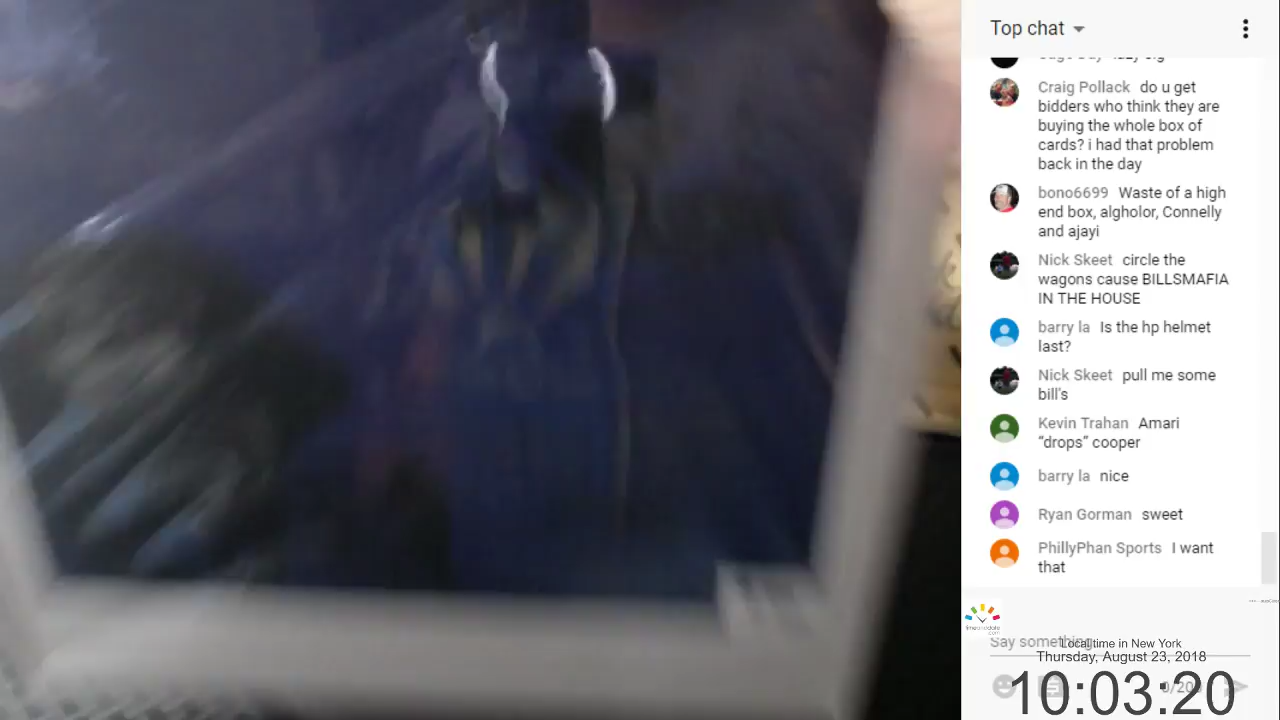 Top chat
Craig Pollack do u get
bidders who think they are
buying the whole box of
cards? i had that problem
back in the day
bono6699 Waste of a high
end box, algholor, Connelly
and ajayi
Nick Skeet circle the
wagons cause BILLSMAFIA
IN THE HOUSE
barry la Is the hp helmet
last?
Nick Skeet pull me some
bill's
Kevin Trahan Amari
“drops” cooper
barry la nice
Ryan Gorman sweet
PhillyPhan Sports I want
that
Say something...
Local time in New York
Thursday, August 23, 2018
10:03:20